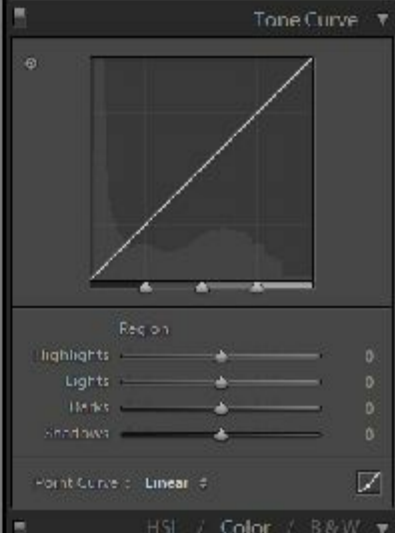 Tone Curve
Region
Highlights 0
Lights 0
Darks 0
Shadows 0
Point Curve : Linear
HSL / Color / B & W